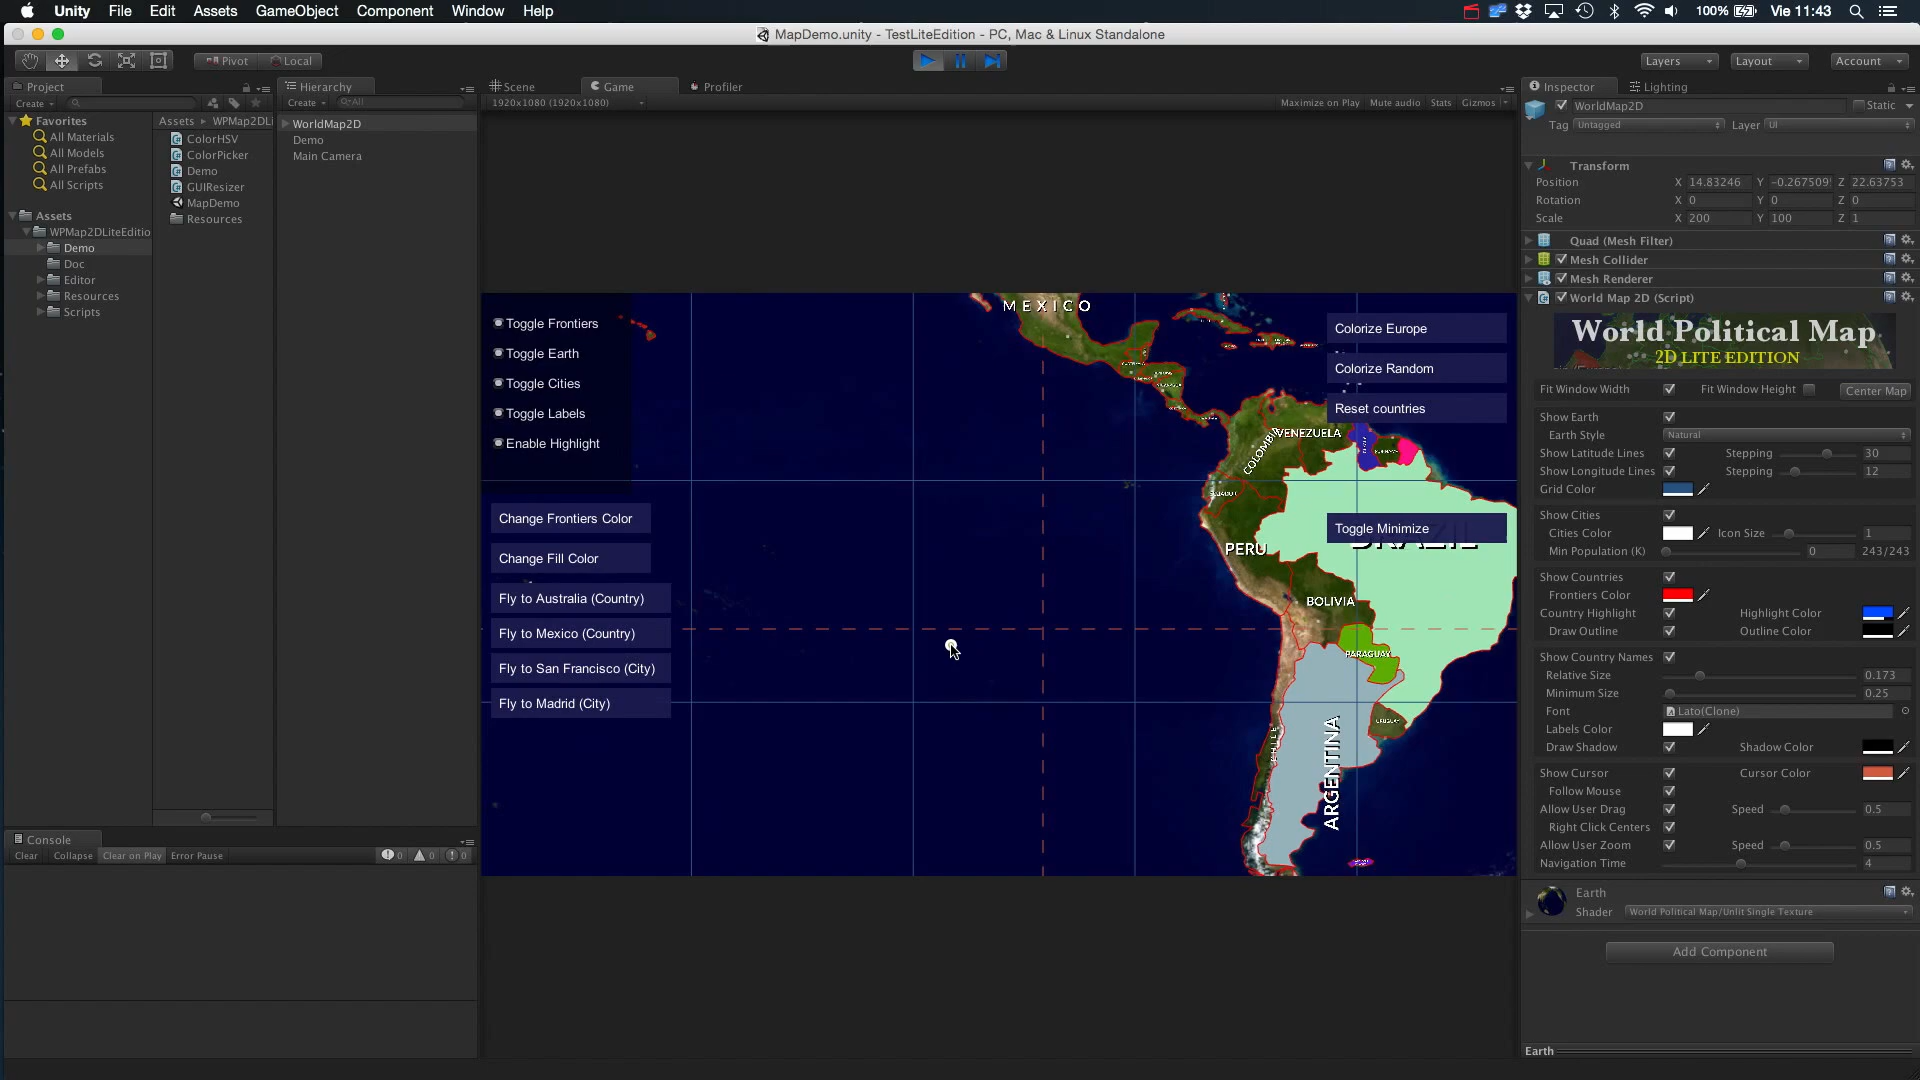 Unity File Edit Assets GameObject Component Window Help
100% Vie 11:43
MapDemo.unity - TestLiteEdition - PC, Mac & Linux Standalone
Pivot Local
Layers Layout Account
Project
Create
Favorites
All Materials
All Models
All Prefabs
All Scripts
Assets
WPMap2DLiteEditio
Demo
Doc
Editor
Resources
Scripts
Assets WPMap2DLi
ColorHSV
ColorPicker
Demo
GUIResizer
MapDemo
Resources
Hierarchy
Create All
WorldMap2D
Demo
Main Camera
Console
Clear Collapse Clear on Play Error Pause 0 0 0
Scene Game Profiler
1920x1080 (1920x1080)
Maximize on Play Mute audio Stats Gizmos
Toggle Frontiers
Toggle Earth
Toggle Cities
Toggle Labels
Enable Highlight
Change Frontiers Color
Change Fill Color
Fly to Australia (Country)
Fly to Mexico (Country)
Fly to San Francisco (City)
Fly to Madrid (City)
Colorize Europe
Colorize Random
Reset countries
Toggle Minimize
MEXICO
VENEZUELA
COLOMBIA
BRAZIL
PERU
BOLIVIA
PARAGUAY
URUGUAY
CHILE
ARGENTINA
Inspector Lighting
WorldMap2D Static
Tag Untagged Layer UI
Transform
Position X 14.83246 Y -0.267509 Z 22.63753
Rotation X 0 Y 0 Z 0
Scale X 200 Y 100 Z 1
Quad (Mesh Filter)
Mesh Collider
Mesh Renderer
World Map 2D (Script)
World Political Map
2D LITE EDITION
Fit Window Width Fit Window Height Center Map
Show Earth
Earth Style Natural
Show Latitude Lines Stepping 30
Show Longitude Lines Stepping 12
Grid Color
Show Cities
Cities Color Icon Size 1
Min Population (K) 0 243/243
Show Countries
Frontiers Color
Country Highlight Highlight Color
Draw Outline Outline Color
Show Country Names
Relative Size 0.173
Minimum Size 0.25
Font Lato(Clone)
Labels Color
Draw Shadow Shadow Color
Show Cursor Cursor Color
Follow Mouse
Allow User Drag Speed 0.5
Right Click Centers
Allow User Zoom Speed 0.5
Navigation Time 4
Earth
Shader World Political Map/Unlit Single Texture
Add Component
Earth